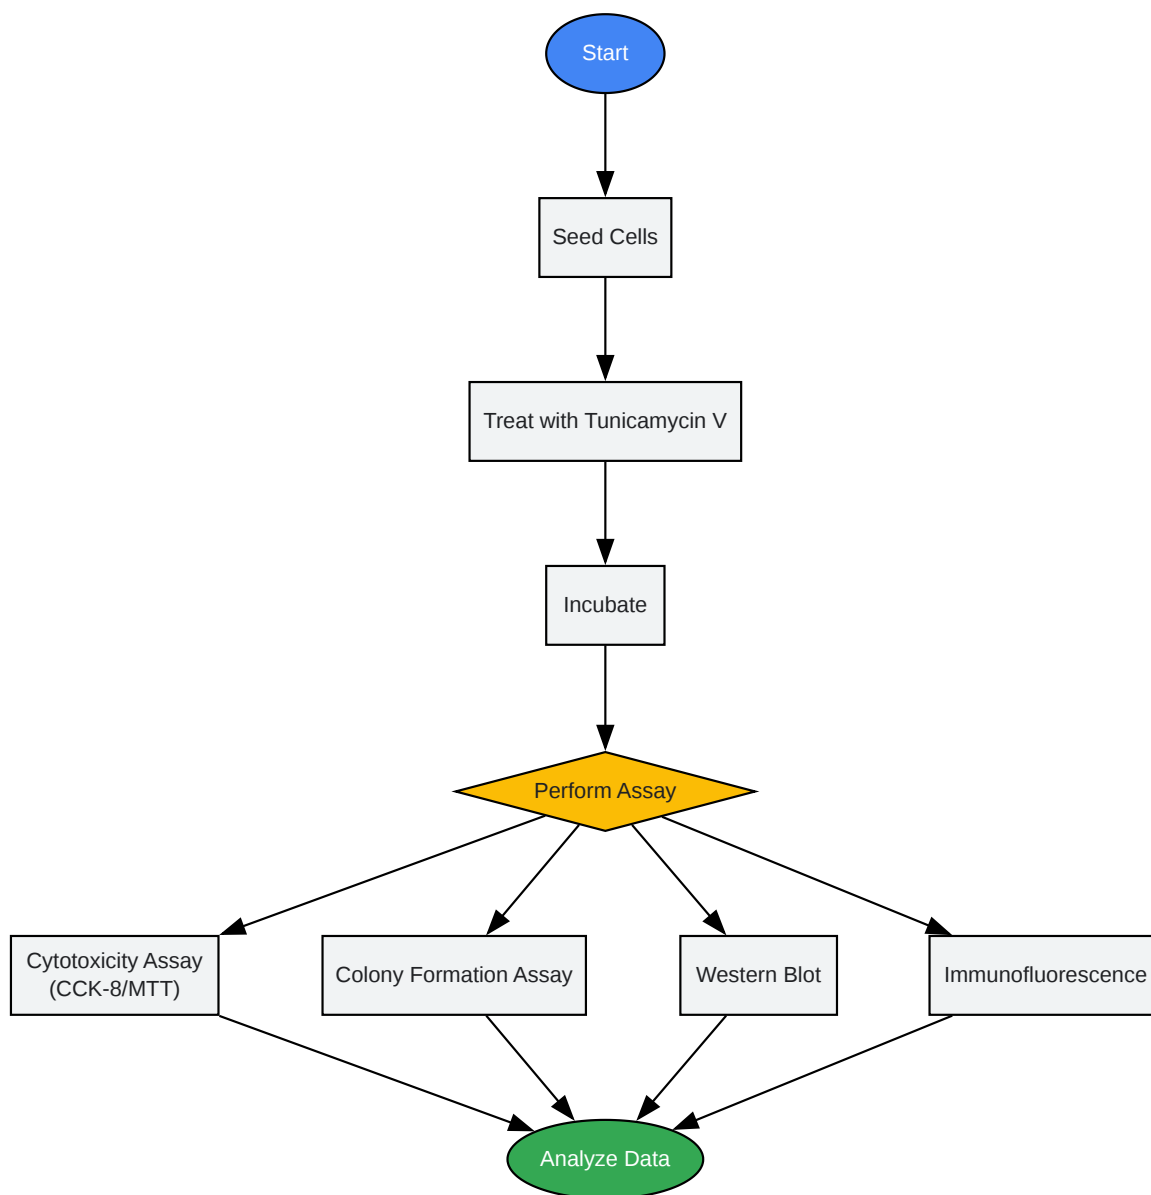 Start
Seed Cells
Treat with Tunicamycin V
Incubate
Perform Assay
Cytotoxicity Assay
(CCK-8/MTT)
Colony Formation Assay
Western Blot
Immunofluorescence
Analyze Data